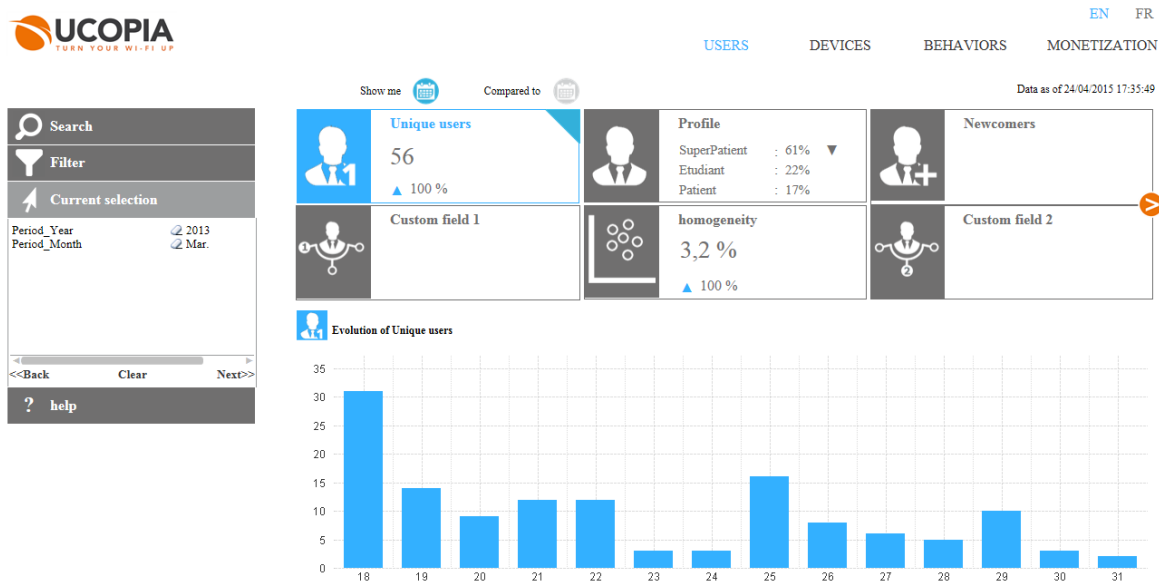 EN FR
UCOPIA
TURN YOUR WI-FI UP
USERS DEVICES BEHAVIORS MONETIZATION
Show me Compared to Data as of 24/04/2015 17:35:49
Search
Filter
Current selection
Period_Year 2013
Period_Month Mar.
<<Back Clear Next>>
? help
Unique users
56
▲ 100 %
1
Profile
SuperPatient : 61% ▼
Etudiant : 22%
Patient : 17%
Newcomers
+
>
Custom field 1
1
homogeneity
3,2 %
▲ 100 %
Custom field 2
2
1
Evolution of Unique users
35
30
25
20
15
10
5
0
18 19 20 21 22 23 24 25 26 27 28 29 30 31